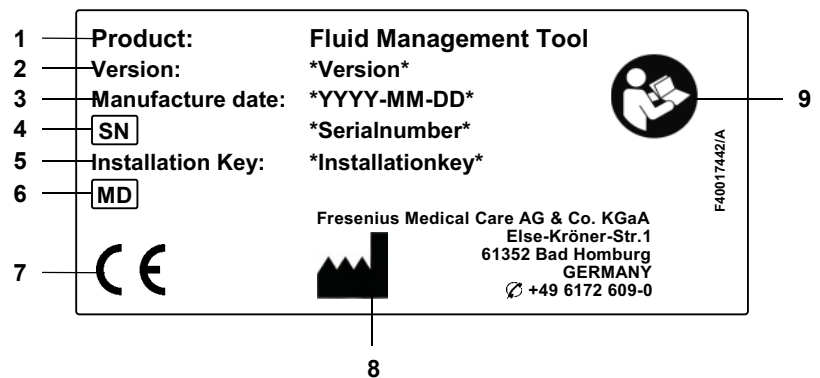 1 Product: Fluid Management Tool
2 Version: *Version*
3 Manufacture date: *YYYY-MM-DD*
9
4 SN *Serialnumber*
5 Installation Key: *Installationkey*
6 MD
F40017442/A
Fresenius Medical Care AG & Co. KGaA
Else-Kröner-Str.1
61352 Bad Homburg
GERMANY
+49 6172 609-0
7 CE
8